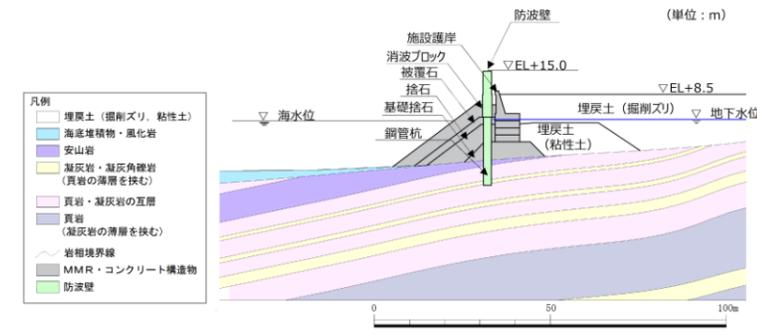 防波壁
（単位：m）
施設護岸
消波ブロック
被覆石
捨石
基礎捨石
鋼管杭
▽EL+15.0
▽EL+8.5
▽ 海水位
埋戻土（掘削ズリ）
▽ 地下水位
埋戻土
（粘性土）
凡例
埋戻土（掘削ズリ，粘性土）
海底堆積物・風化岩
安山岩
凝灰岩・凝灰角礫岩
（頁岩の薄層を挟む）
頁岩・凝灰岩の互層
頁岩
（凝灰岩の薄層を挟む）
岩相境界線
ＭＭＲ・コンクリート構造物
防波壁
0 50 100m